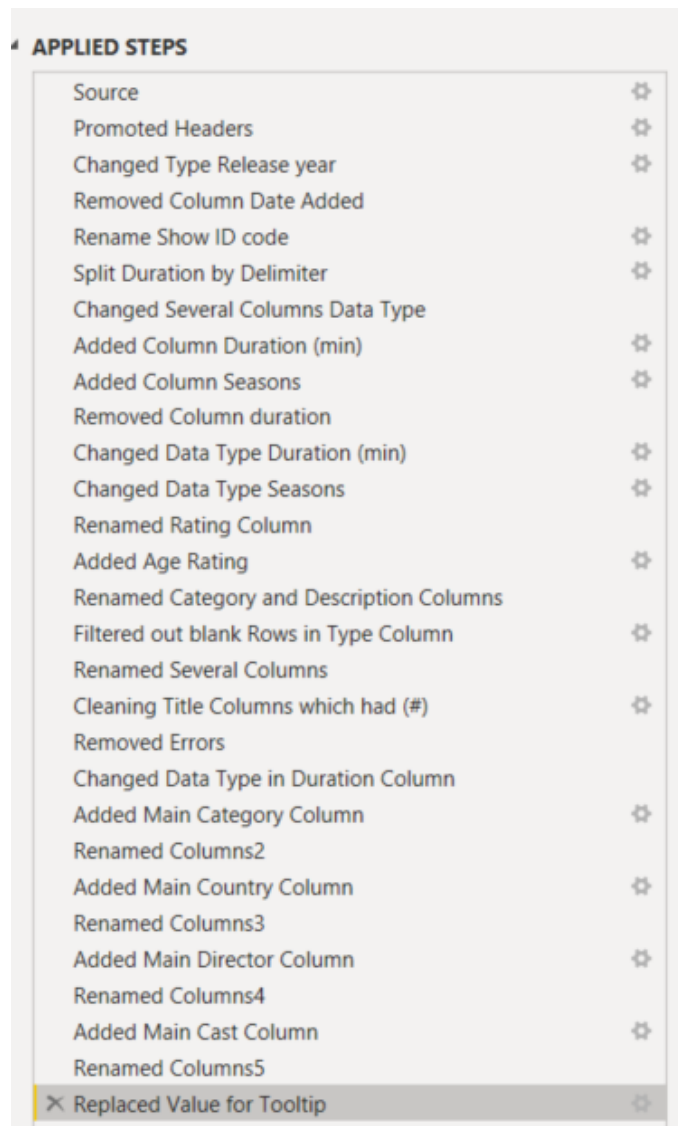 APPLIED STEPS
Source
Promoted Headers
Changed Type Release year
Removed Column Date Added
Rename Show ID code
Split Duration by Delimiter
Changed Several Columns Data Type
Added Column Duration (min)
Added Column Seasons
Removed Column duration
Changed Data Type Duration (min)
Changed Data Type Seasons
Renamed Rating Column
Added Age Rating
Renamed Category and Description Columns
Filtered out blank Rows in Type Column
Renamed Several Columns
Cleaning Title Columns which had (#)
Removed Errors
Changed Data Type in Duration Column
Added Main Category Column
Renamed Columns2
Added Main Country Column
Renamed Columns3
Added Main Director Column
Renamed Columns4
Added Main Cast Column
Renamed Columns5
Replaced Value for Tooltip